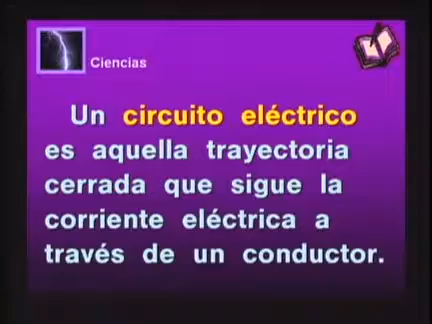 Ciencias
Un circuito eléctrico
es aquella trayectoria
cerrada que sigue la
corriente eléctrica a
través de un conductor.